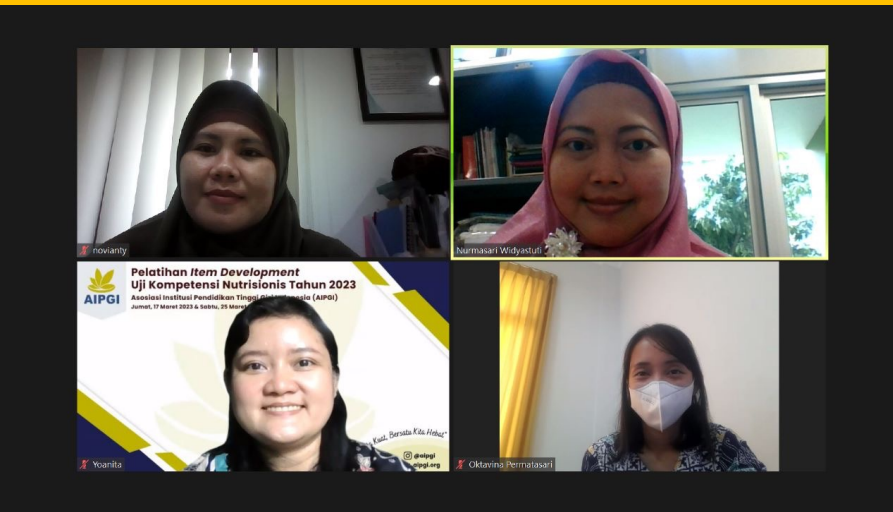 novianty
Nurmasari Widyastuti
AIPGI
Pelatihan Item Development
Uji Kompetensi Nutrisionis Tahun 2023
Asosiasi Institusi Pendidikan Tinggi Gizi Indonesia (AIPGI)
Jumat, 17 Maret 2023 & Sabtu, 25 Maret
Kuat, Bersatu Kita Hebat"
@aipgi
aipgi.org
Yoanita
Oktavina Permatasari